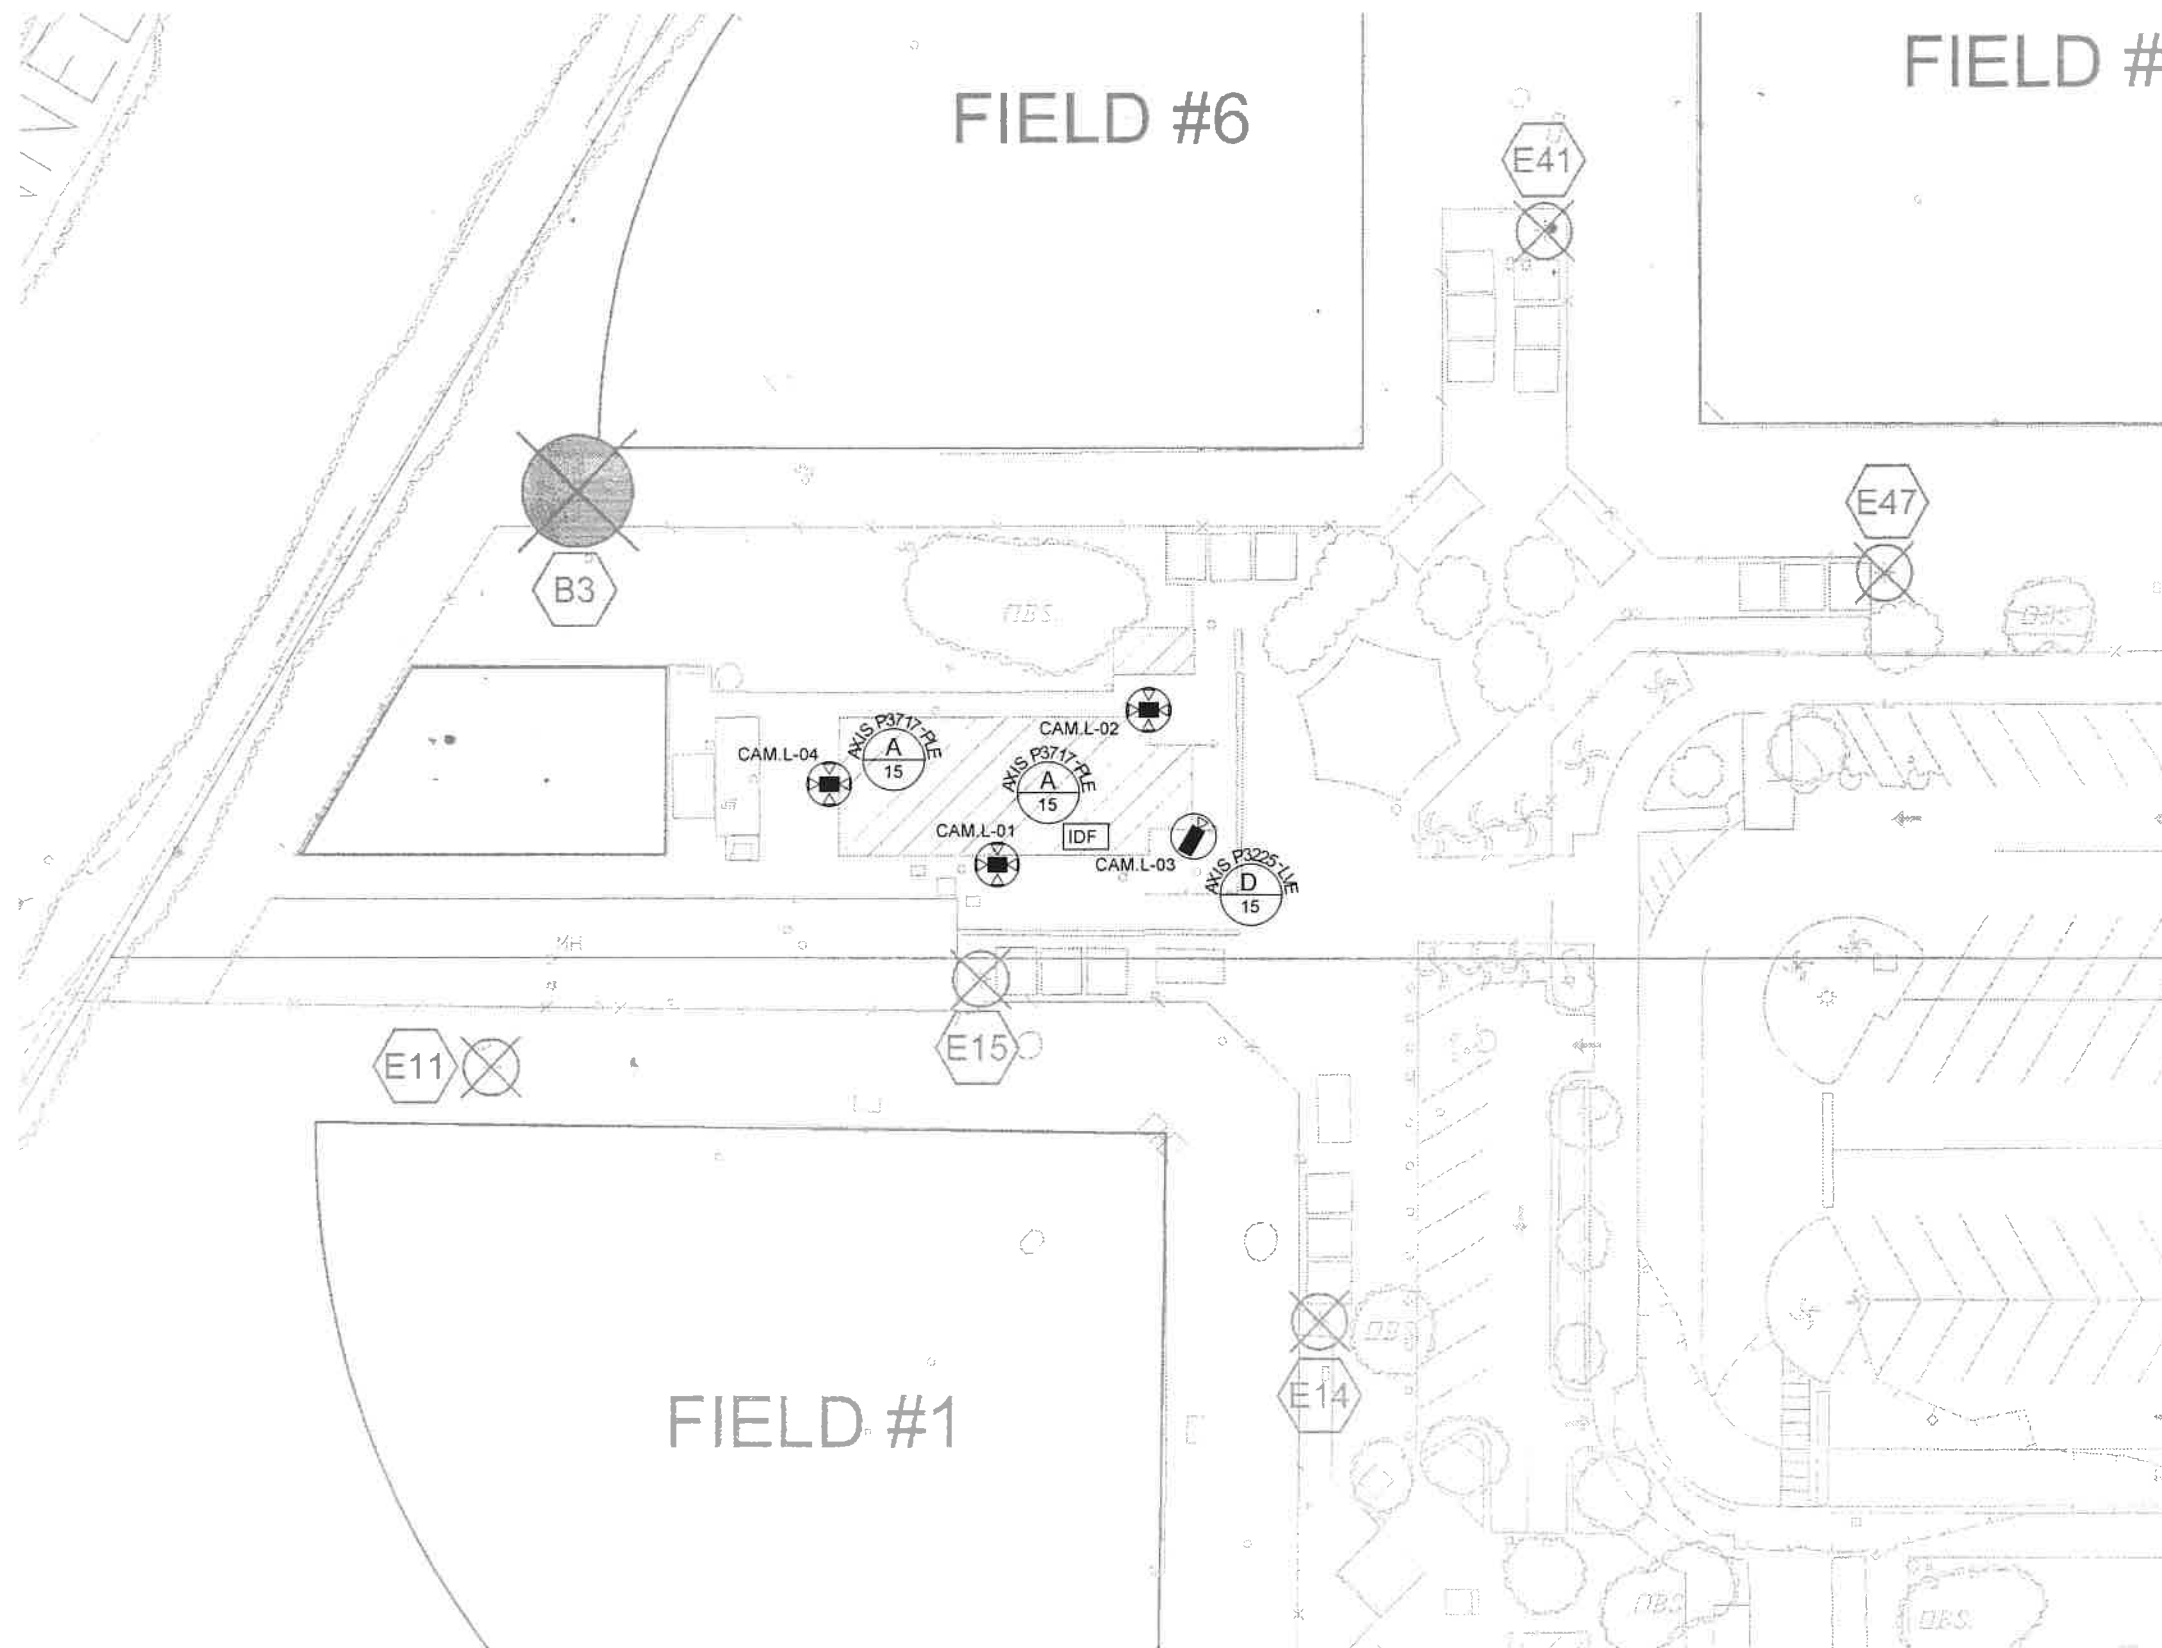 FIELD #
FIELD #6
E41
E47
B3
CAM.L-02
AXIS P3717-PLE
A
15
CAM.L-04
AXIS P3717-PLE
A
15
CAM.L-01
IDF
CAM.L-03
AXIS P3225-LVE
D
15
MH
E15
E11
E14
FIELD #1